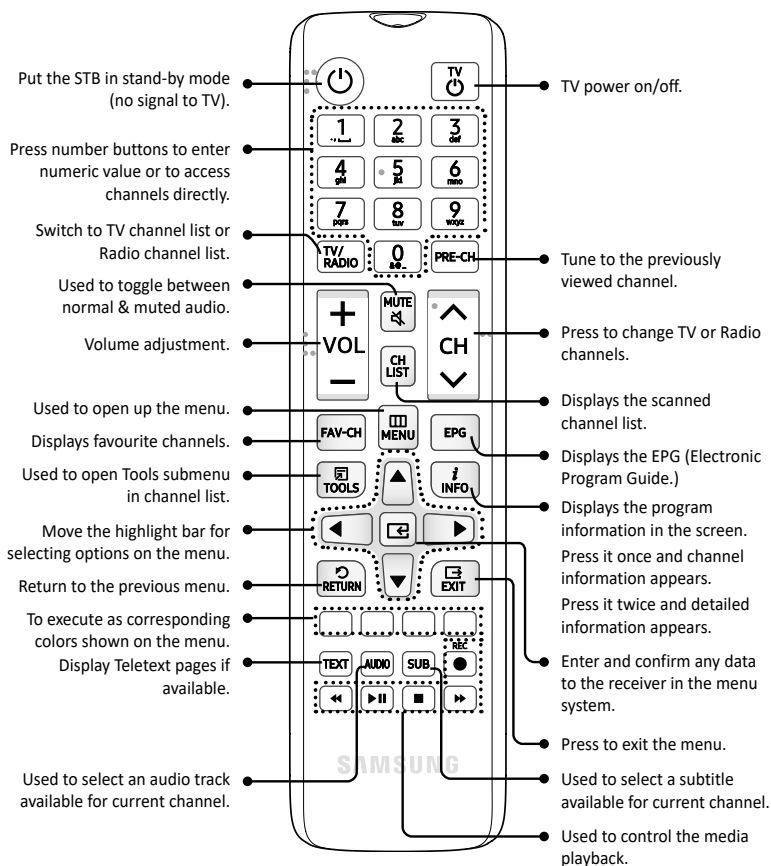 Put the STB in stand-by mode
(no signal to TV).
Press number buttons to enter
numeric value or to access
channels directly.
Switch to TV channel list or
Radio channel list.
Used to toggle between
normal & muted audio.
Volume adjustment.
Used to open up the menu.
Displays favourite channels.
Used to open Tools submenu
in channel list.
Move the highlight bar for
selecting options on the menu.
Return to the previous menu.
To execute as corresponding
colors shown on the menu.
Display Teletext pages if
available.
Used to select an audio track
available for current channel.
TV
1
.,
2
abc
3
def
4
ghi
5
jkl
6
mno
7
pqrs
8
tuv
9
wxyz
TV/
RADIO
0
&@_
PRE-CH
+
VOL
−
MUTE
CH
LIST
CH
FAV-CH
MENU
EPG
TOOLS
i
INFO
RETURN
EXIT
REC
TEXT
AUDIO
SUB
SAMSUNG
TV power on/off.
Tune to the previously
viewed channel.
Press to change TV or Radio
channels.
Displays the scanned
channel list.
Displays the EPG (Electronic
Program Guide.)
Displays the program
information in the screen.
Press it once and channel
information appears.
Press it twice and detailed
information appears.
Enter and confirm any data
to the receiver in the menu
system.
Press to exit the menu.
Used to select a subtitle
available for current channel.
Used to control the media
playback.